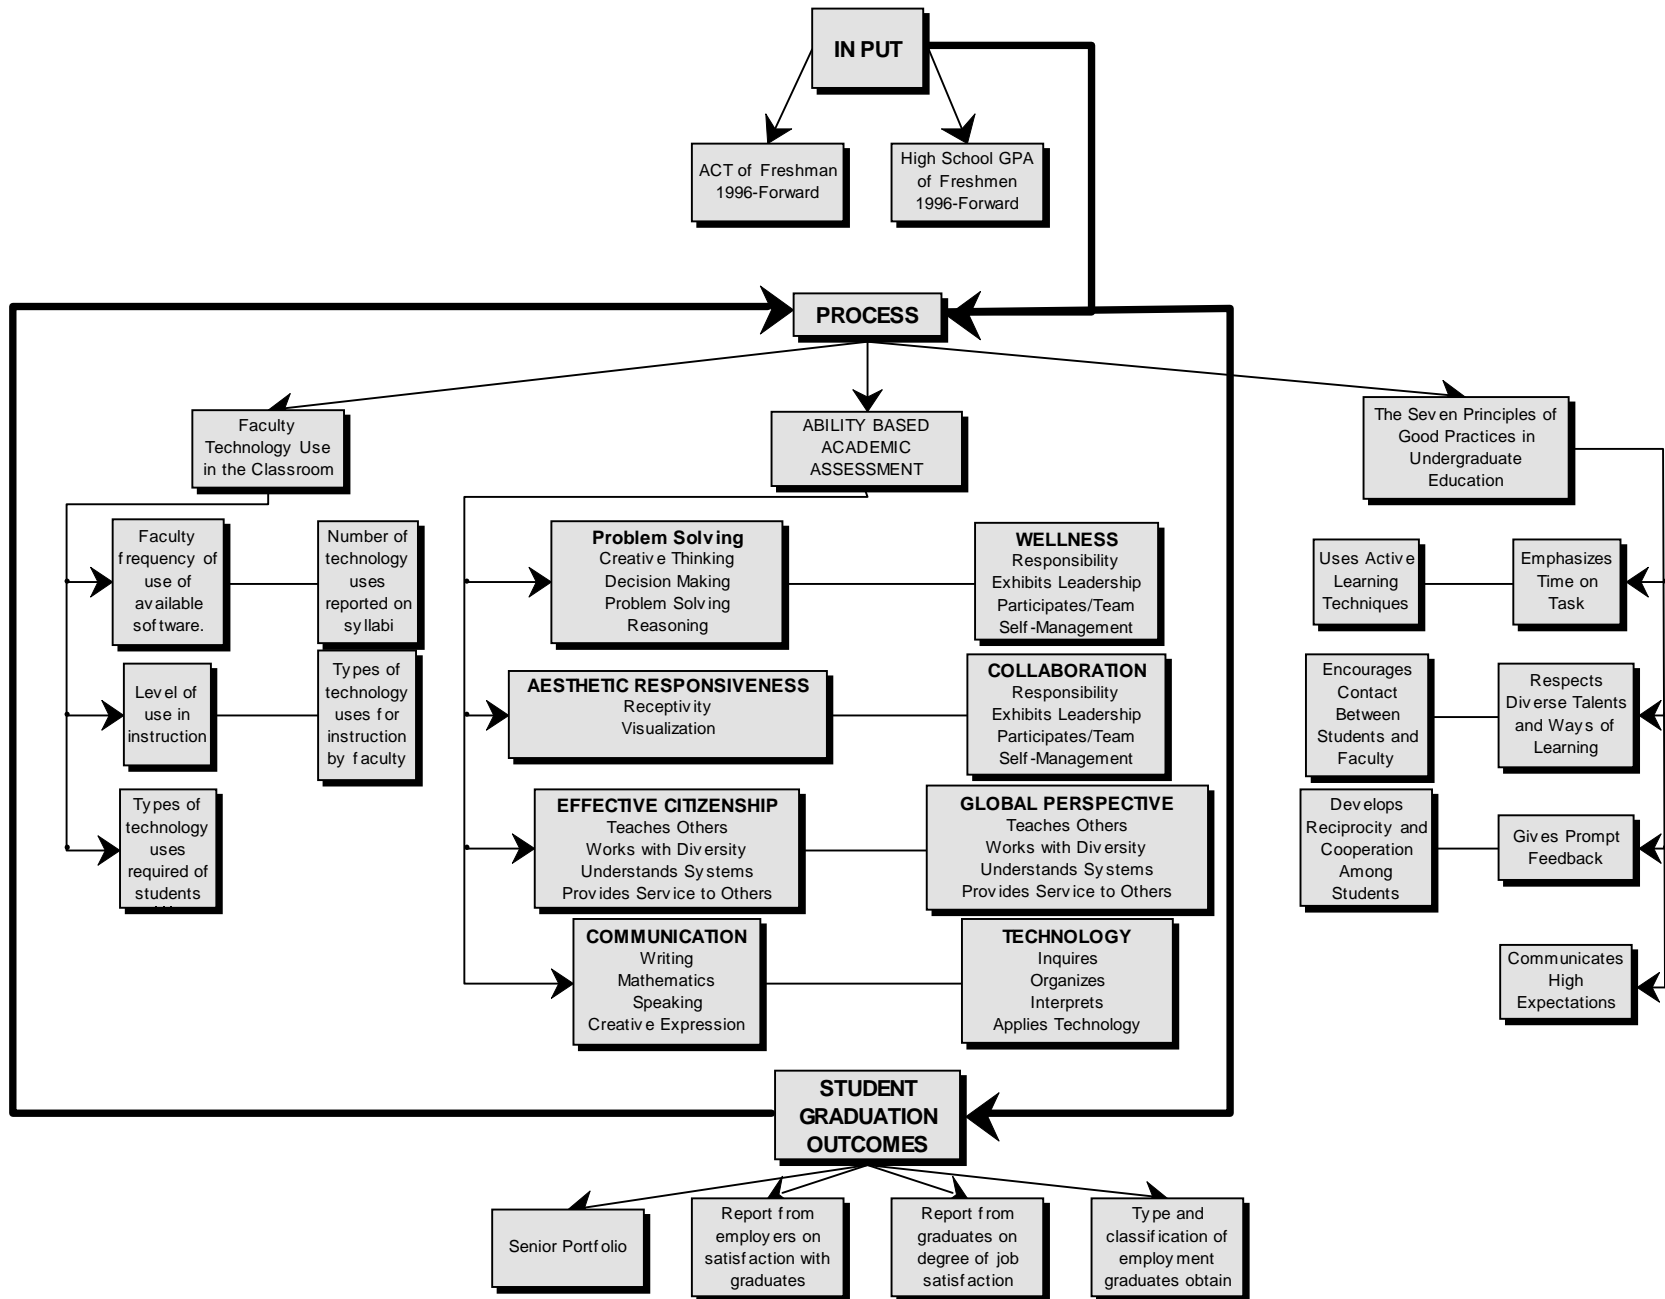 IN PUT
ACT of Freshman
1996-Forward
High School GPA
of Freshmen
1996-Forward
PROCESS
Faculty
Technology Use
in the Classroom
ABILITY BASED
ACADEMIC
ASSESSMENT
The Seven Principles of
Good Practices in
Undergraduate
Education
Faculty
frequency of
use of
available
software.
Number of
technology
uses
reported on
syllabi
Level of
use in
instruction
Types of
technology
uses for
instruction
by faculty
Types of
technology
uses
required of
students
Problem Solving
Creative Thinking
Decision Making
Problem Solving
Reasoning
WELLNESS
Responsibility
Exhibits Leadership
Participates/Team
Self-Management
AESTHETIC RESPONSIVENESS
Receptivity
Visualization
COLLABORATION
Responsibility
Exhibits Leadership
Participates/Team
Self-Management
EFFECTIVE CITIZENSHIP
Teaches Others
Works with Diversity
Understands Systems
Provides Service to Others
GLOBAL PERSPECTIVE
Teaches Others
Works with Diversity
Understands Systems
Provides Service to Others
COMMUNICATION
Writing
Mathematics
Speaking
Creative Expression
TECHNOLOGY
Inquires
Organizes
Interprets
Applies Technology
Uses Active
Learning
Techniques
Emphasizes
Time on
Task
Encourages
Contact
Between
Students and
Faculty
Respects
Diverse Talents
and Ways of
Learning
Develops
Reciprocity and
Cooperation
Among
Students
Gives Prompt
Feedback
Communicates
High
Expectations
STUDENT
GRADUATION
OUTCOMES
Senior Portfolio
Report from
employers on
satisfaction with
graduates
Report from
graduates on
degree of job
satisfaction
Type and
classification of
employment
graduates obtain